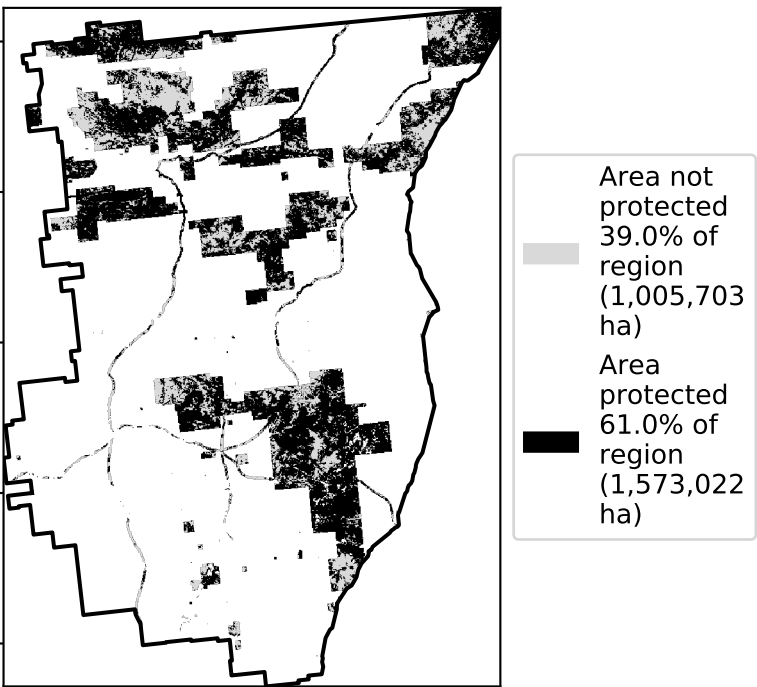 Area not
protected
39.0% of
region
(1,005,703
ha)
Area
protected
61.0% of
region
(1,573,022
ha)